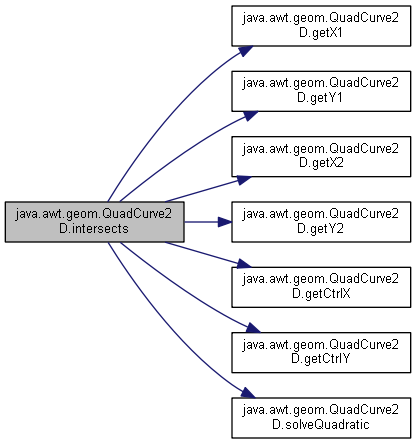 java.awt.geom.QuadCurve2
D.intersects
java.awt.geom.QuadCurve2
D.getX1
java.awt.geom.QuadCurve2
D.getY1
java.awt.geom.QuadCurve2
D.getX2
java.awt.geom.QuadCurve2
D.getY2
java.awt.geom.QuadCurve2
D.getCtrlX
java.awt.geom.QuadCurve2
D.getCtrlY
java.awt.geom.QuadCurve2
D.solveQuadratic